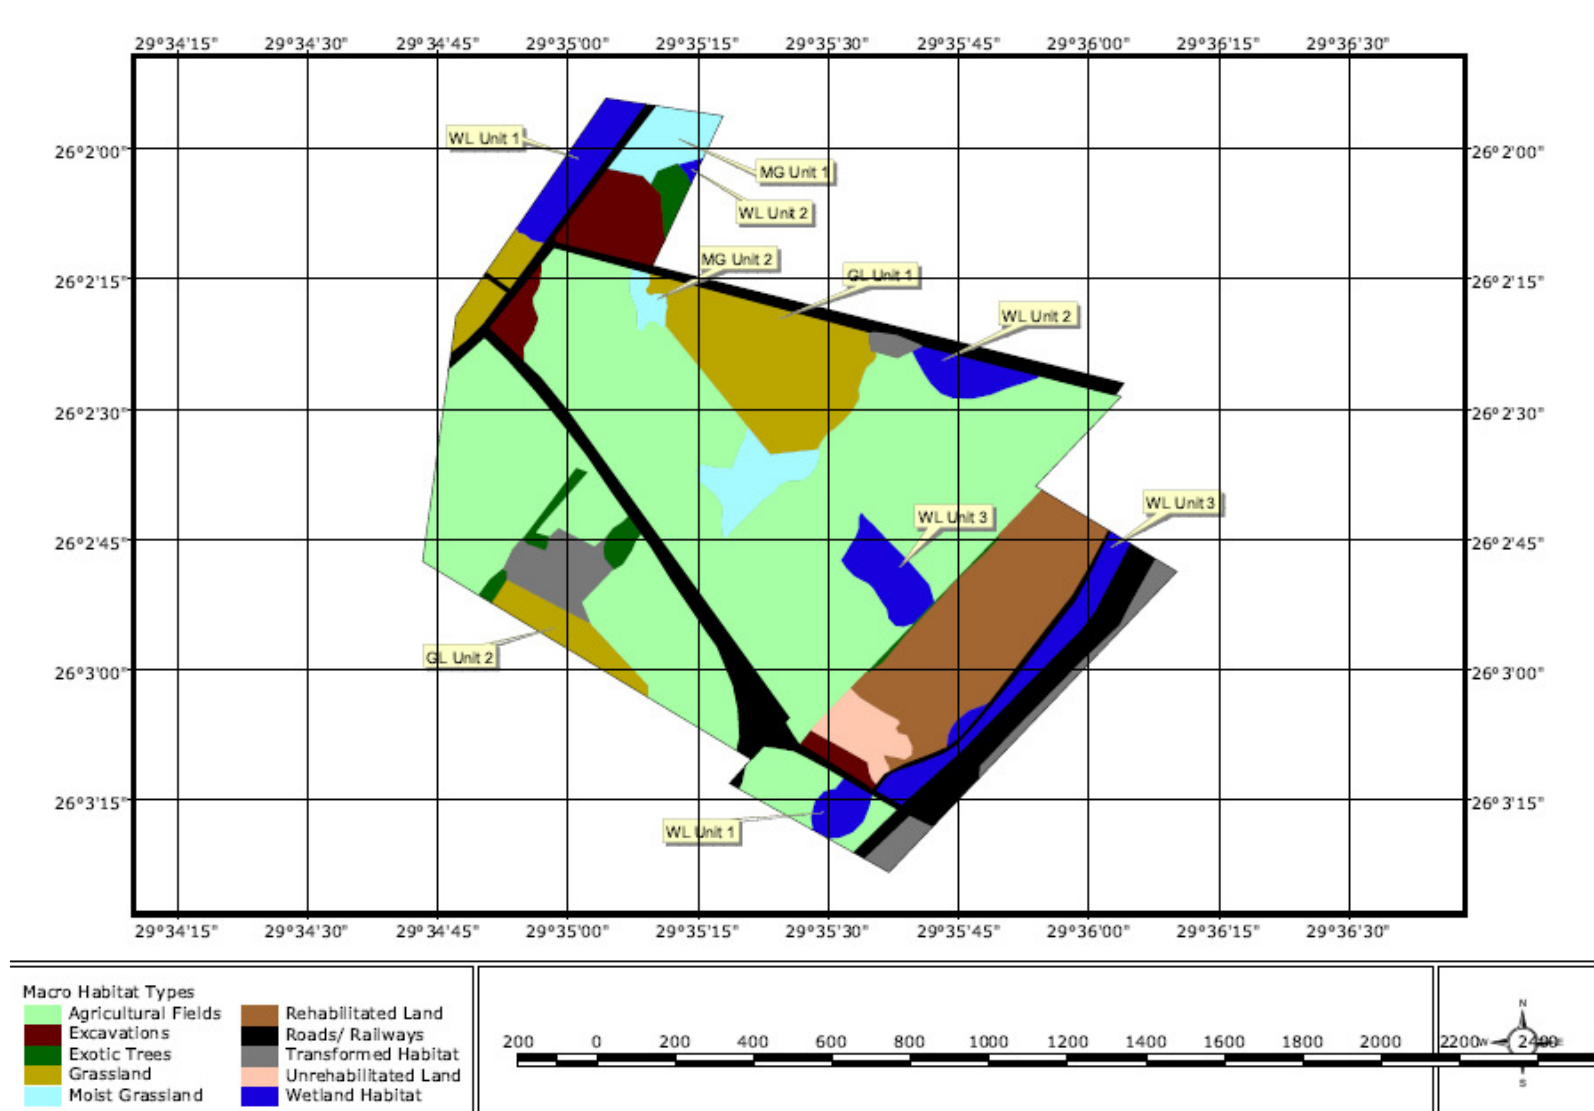 29°34'15" 29°34'30" 29°34'45" 29°35'00" 29°35'15" 29°35'30" 29°35'45" 29°36'00" 29°36'15" 29°36'30"
WL Unit 1
26°2'00" 26°2'00"
MG Unit 1
WL Unit 2
MG Unit 2
GL Unit 1
26°2'15" 26°2'15"
WL Unit 2
26°2'30" 26°2'30"
WL Unit 3
WL Unit 3
26°2'45" 26°2'45"
GL Unit 2
26°3'00" 26°3'00"
26°3'15" 26°3'15"
WL Unit 1
29°34'15" 29°34'30" 29°34'45" 29°35'00" 29°35'15" 29°35'30" 29°35'45" 29°36'00" 29°36'15" 29°36'30"
Macro Habitat Types
Agricultural Fields
Excavations
Exotic Trees
Grassland
Moist Grassland
Rehabilitated Land
Roads/ Railways
Transformed Habitat
Unrehabilitated Land
Wetland Habitat
200 0 200 400 600 800 1000 1200 1400 1600 1800 2000 2200 2400
N
W E
S